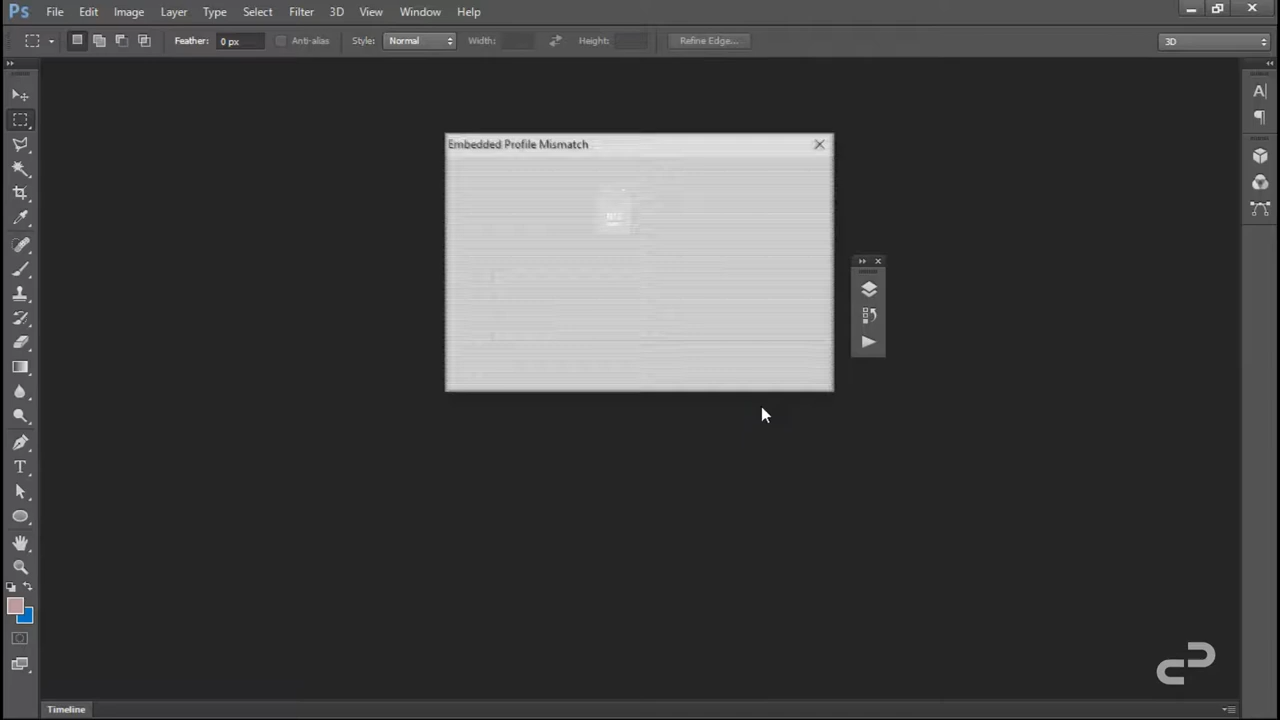 Ps File Edit Image Layer Type Select Filter 3D View Window Help
Feather: 0 px Anti-alias Style: Normal Width: Height: Refine Edge... 3D
Embedded Profile Mismatch
Timeline